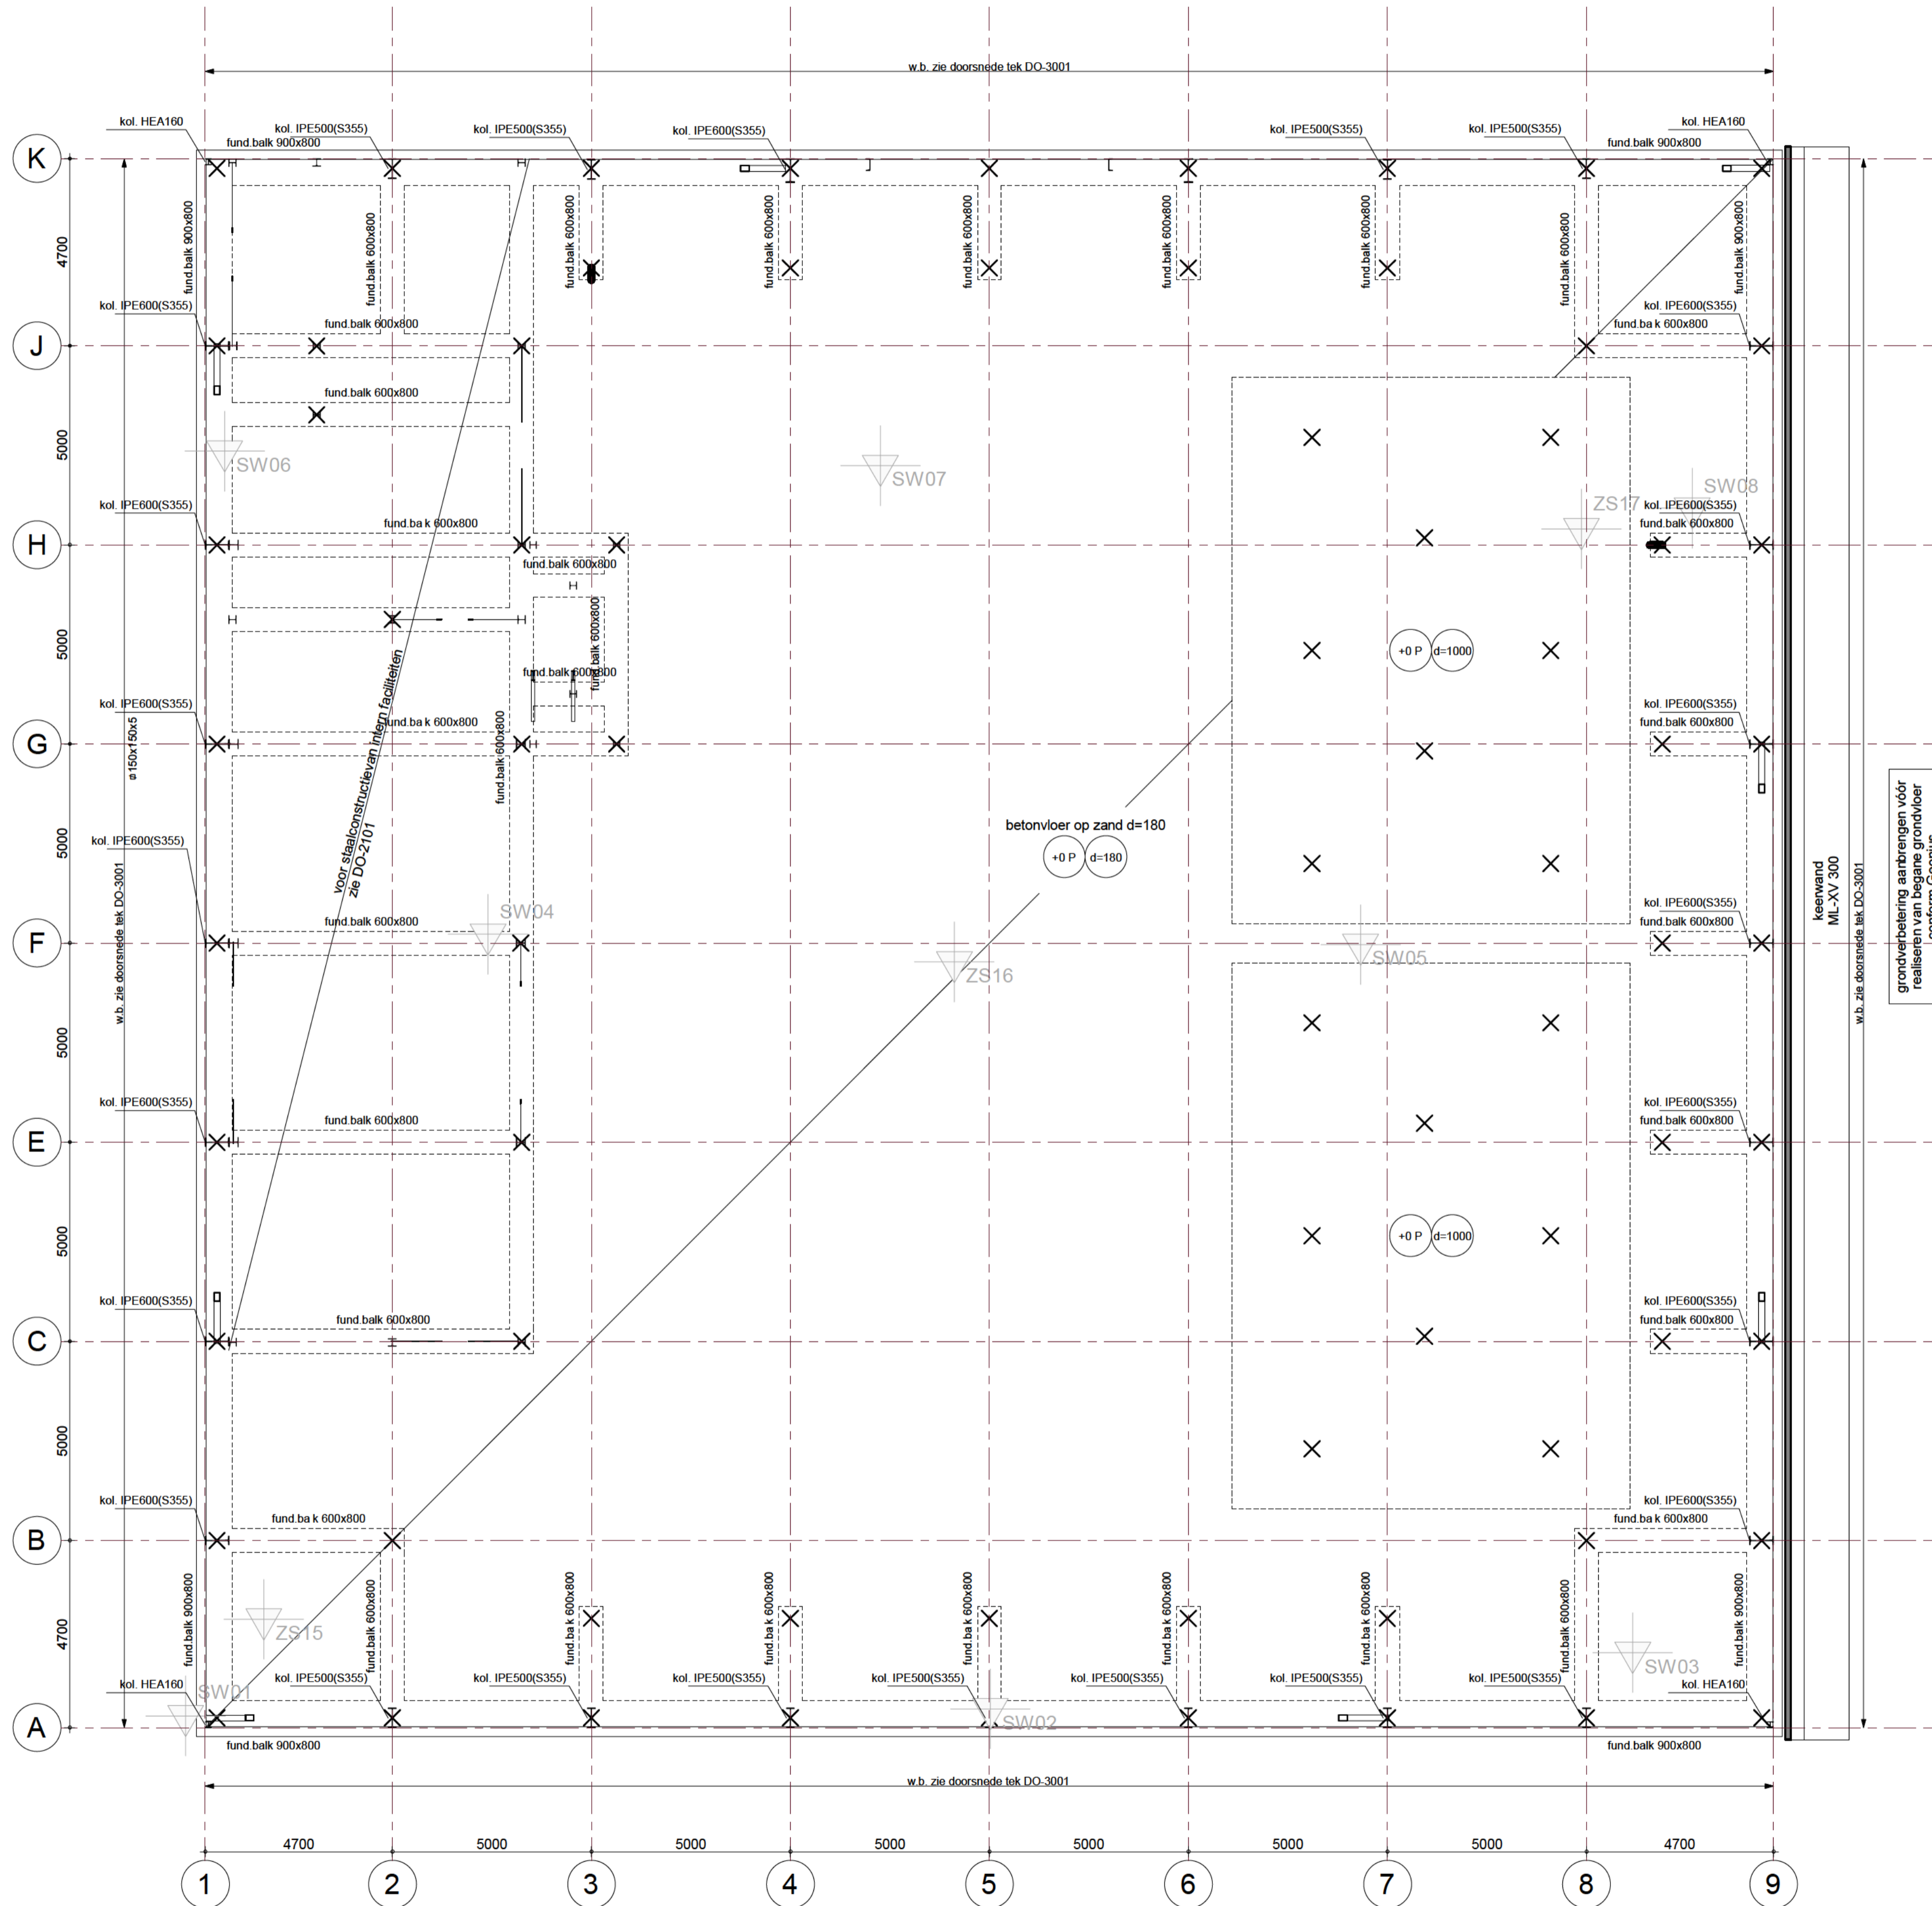 w.b. zie doorsnede tek DO-3001
kol. HEA160
kol. IPE500(S355)
kol. IPE500(S355)
kol. IPE600(S355)
kol. IPE500(S355)
kol. IPE500(S355)
kol. HEA160
fund.balk 900x800
fund.balk 900x800
K
fund.balk 900x800
fund.balk 600x800
fund.balk 600x800
fund.balk 600x800
fund.balk 600x800
fund.balk 600x800
fund.balk 600x800
fund.balk 600x800
fund.balk 900x800
4700
kol. IPE600(S355)
kol. IPE600(S355)
fund.balk 600x800
fund.ba k 600x800
J
fund.balk 600x800
5000
SW06
SW07
SW08
ZS17
kol. IPE600(S355)
kol. IPE600(S355)
fund.ba k 600x800
fund.balk 600x800
H
fund.balk 600x800
5000
fund.balk 600x800
+0 P
d=1000
fund.balk 600x800
voor staalconstructievan intern faciliteiten
zie DO-2101
kol. IPE600(S355)
kol. IPE600(S355)
fund.ba k 600x800
fund.balk 600x800
G
fund.balk 600x800
⌀150x150x5
5000
kol. IPE600(S355)
betonvloer op zand d=180
+0 P
d=180
keerwand
ML-XV 300
grondverbetering aanbrengen vóór
realiseren van begane grondvloer
w.b. zie doorsnede tek DO-3001
w.b. zie doorsnede tek DO-3001
SW04
kol. IPE600(S355)
fund.balk 600x800
fund.balk 600x800
F
SW05
ZS16
5000
kol. IPE600(S355)
kol. IPE600(S355)
fund.balk 600x800
fund.balk 600x800
E
5000
+0 P
d=1000
kol. IPE600(S355)
kol. IPE600(S355)
fund.balk 600x800
fund.balk 600x800
C
5000
kol. IPE600(S355)
kol. IPE600(S355)
fund.ba k 600x800
fund.ba k 600x800
B
fund.balk 900x800
fund.balk 600x800
fund.ba k 600x800
fund.ba k 600x800
fund.ba k 600x800
fund.ba k 600x800
fund.ba k 600x800
fund.balk 600x800
fund.balk 900x800
4700
ZS15
SW03
kol. HEA160
SW01
kol. IPE500(S355)
kol. IPE500(S355)
kol. IPE500(S355)
kol. IPE500(S355)
kol. IPE500(S355)
kol. IPE500(S355)
kol. IPE500(S355)
kol. HEA160
SW02
A
fund.balk 900x800
fund.balk 900x800
w.b. zie doorsnede tek DO-3001
4700
5000
5000
5000
5000
5000
5000
4700
1
2
3
4
5
6
7
8
9